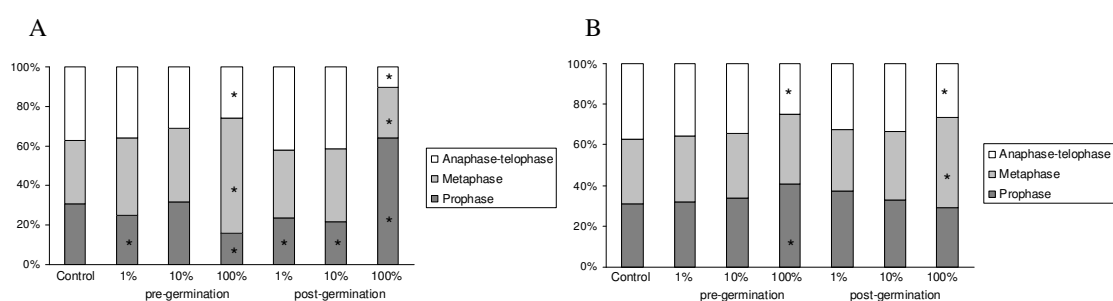 A
100%
80%
60%
40%
20%
0%
* * * * * * * * *
Control 1% 10% 100% 1% 10% 100%
pre-germination post-germination
Anaphase-telophase
Metaphase
Prophase
B
100%
80%
60%
40%
20%
0%
* * * *
Control 1% 10% 100% 1% 10% 100%
pre-germination post-germination
Anaphase-telophase
Metaphase
Prophase